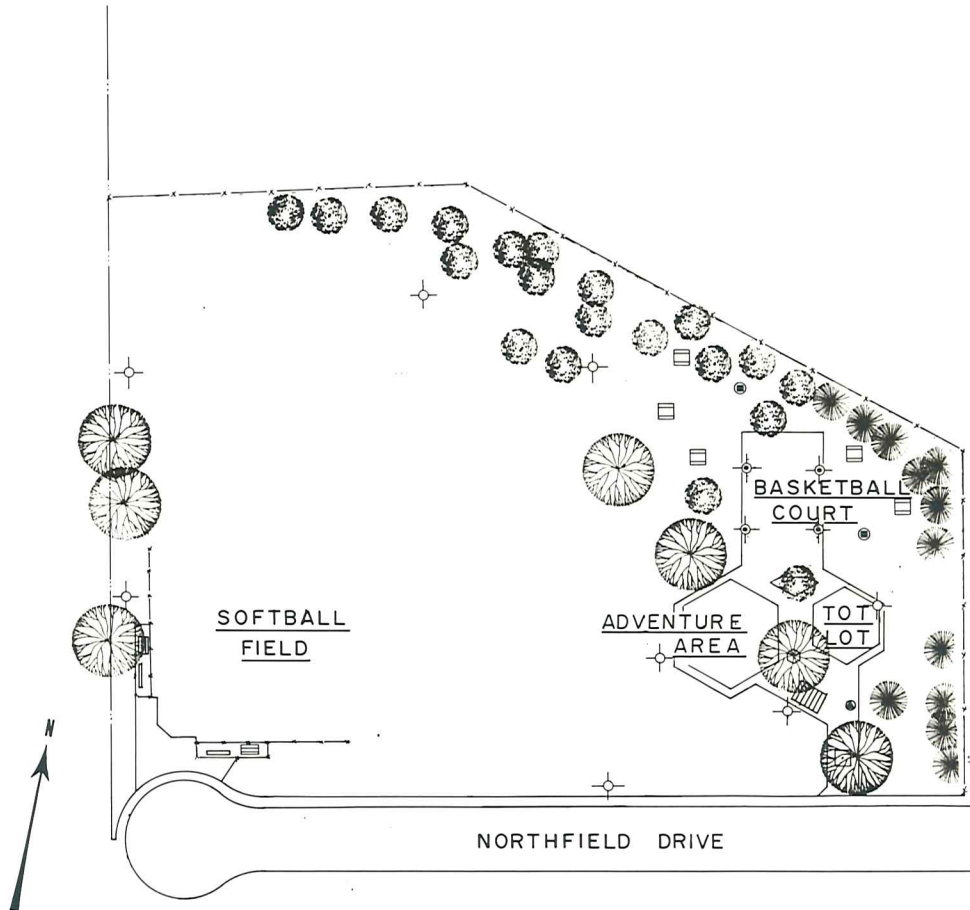 BASKETBALL
COURT
SOFTBALL
FIELD
ADVENTURE
AREA
TOT
LOT
N
NORTHFIELD DRIVE